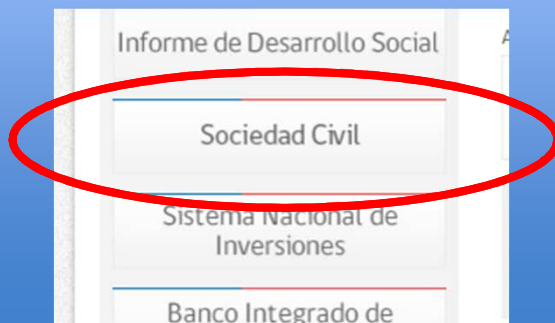 Informe de Desarrollo Social
Sociedad Civil
Sistema Nacional de
Inversiones
Banco Integrado de